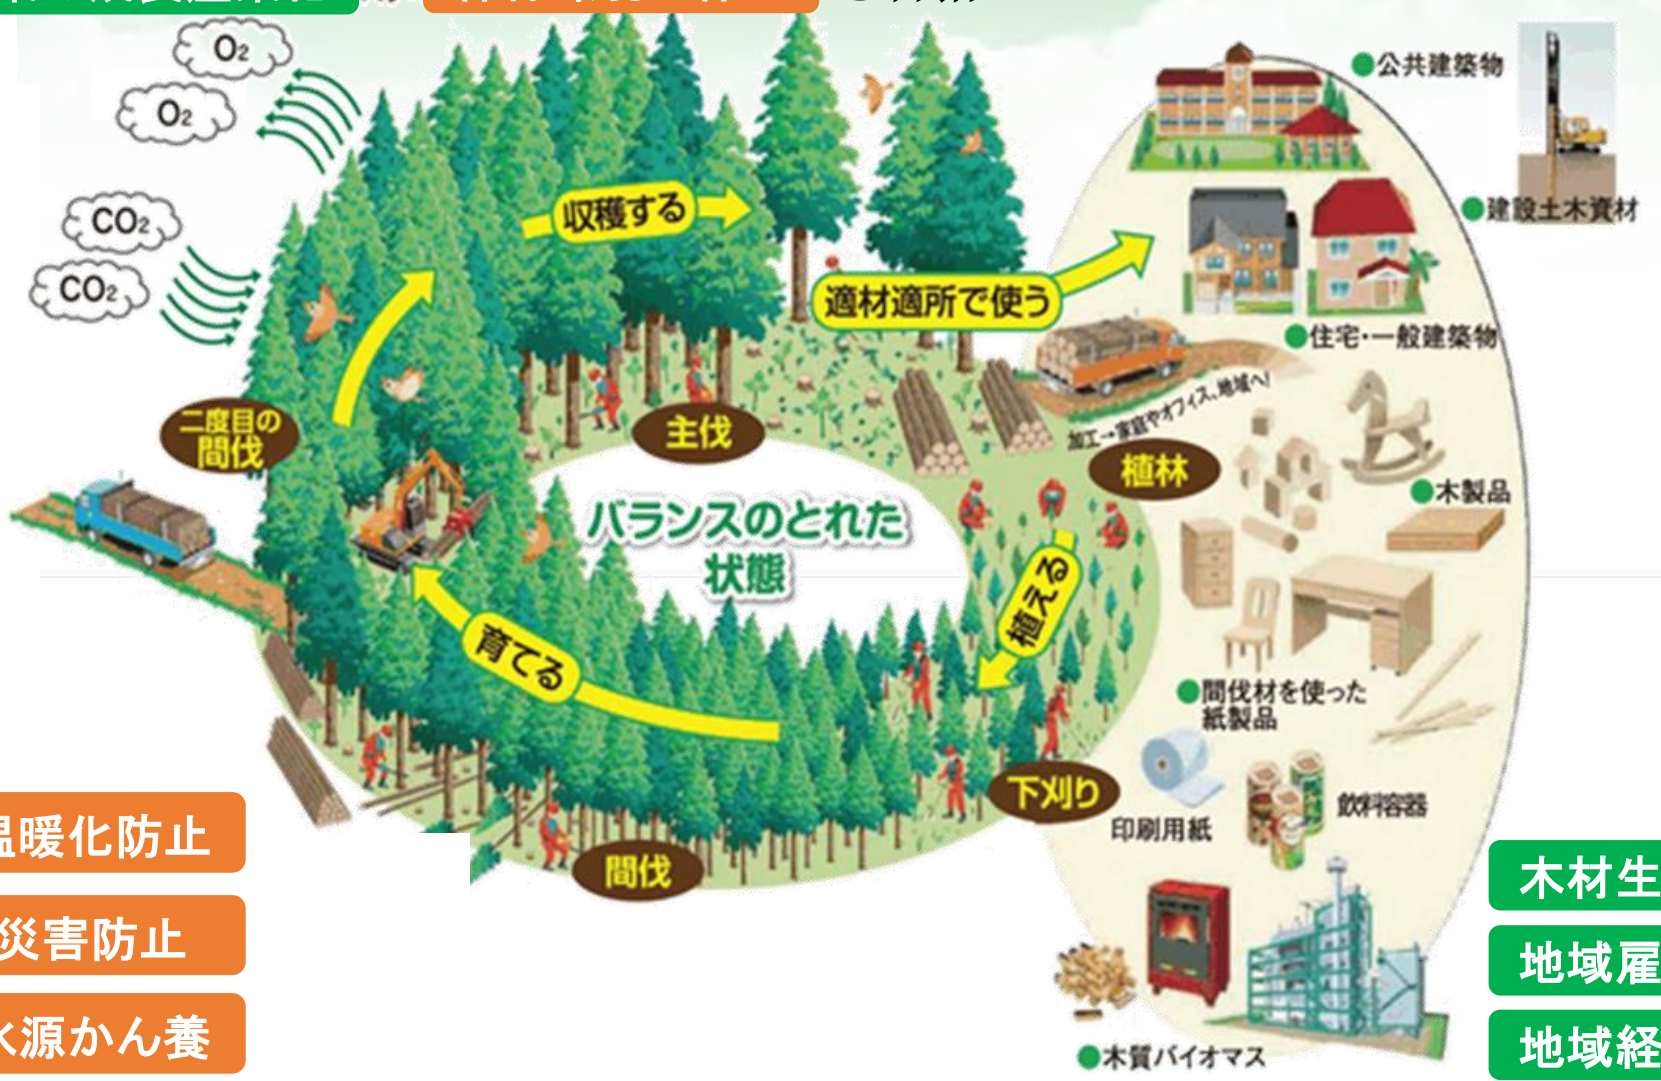 O₂
O₂
CO₂
CO₂
収穫する
適材適所で使う
公共建築物
建設土木資材
住宅・一般建築物
二度目の
間伐
主伐
加工→家庭やオフィス、地域へ!
植林
木製品
バランスのとれた
状態
植える
育てる
間伐材を使った
紙製品
下刈り
印刷用紙
飲料容器
間伐
木質バイオマス
温暖化防止
災害防止
水源かん養
木材生
地域雇
地域経